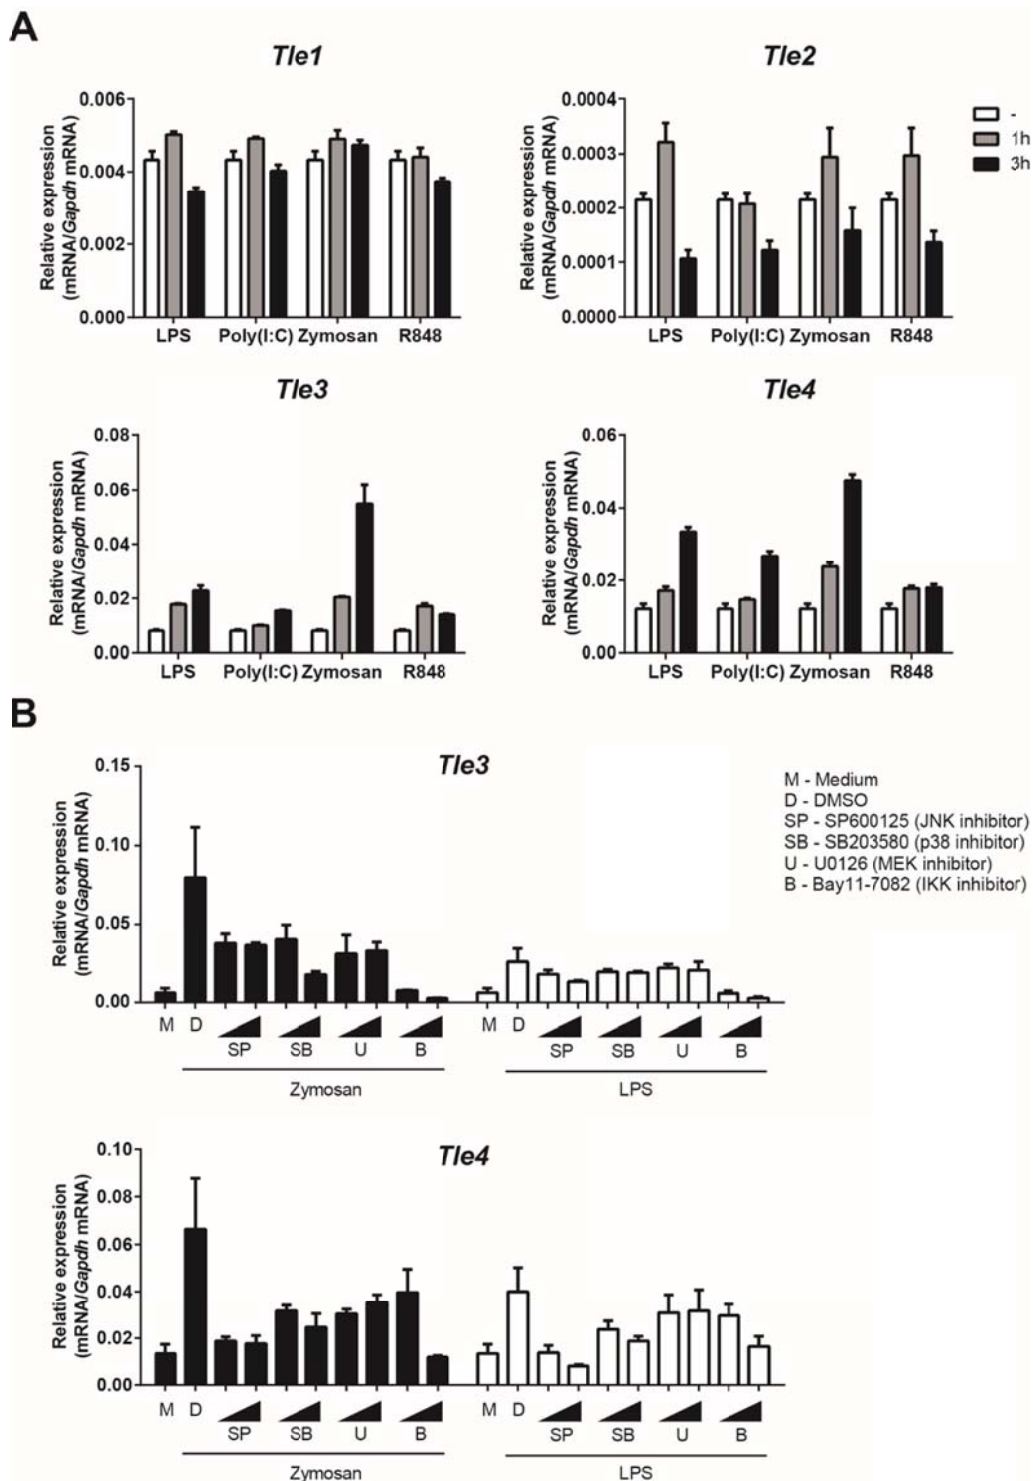 A
Tle1
Relative expression
(mRNA/Gapdh mRNA)
0.006
0.004
0.002
0.000
LPS Poly(I:C) Zymosan R848
Tle2
Relative expression
(mRNA/Gapdh mRNA)
0.0004
0.0003
0.0002
0.0001
0.0000
LPS Poly(I:C) Zymosan R848
-
1h
3h
Tle3
Relative expression
(mRNA/Gapdh mRNA)
0.08
0.06
0.04
0.02
0.00
LPS Poly(I:C) Zymosan R848
Tle4
Relative expression
(mRNA/Gapdh mRNA)
0.06
0.04
0.02
0.00
LPS Poly(I:C) Zymosan R848
B
Tle3
Relative expression
(mRNA/Gapdh mRNA)
0.15
0.10
0.05
0.00
M D SP SB U B M D SP SB U B
Zymosan LPS
M - Medium
D - DMSO
SP - SP600125 (JNK inhibitor)
SB - SB203580 (p38 inhibitor)
U - U0126 (MEK inhibitor)
B - Bay11-7082 (IKK inhibitor)
Tle4
Relative expression
(mRNA/Gapdh mRNA)
0.10
0.08
0.06
0.04
0.02
0.00
M D SP SB U B M D SP SB U B
Zymosan LPS